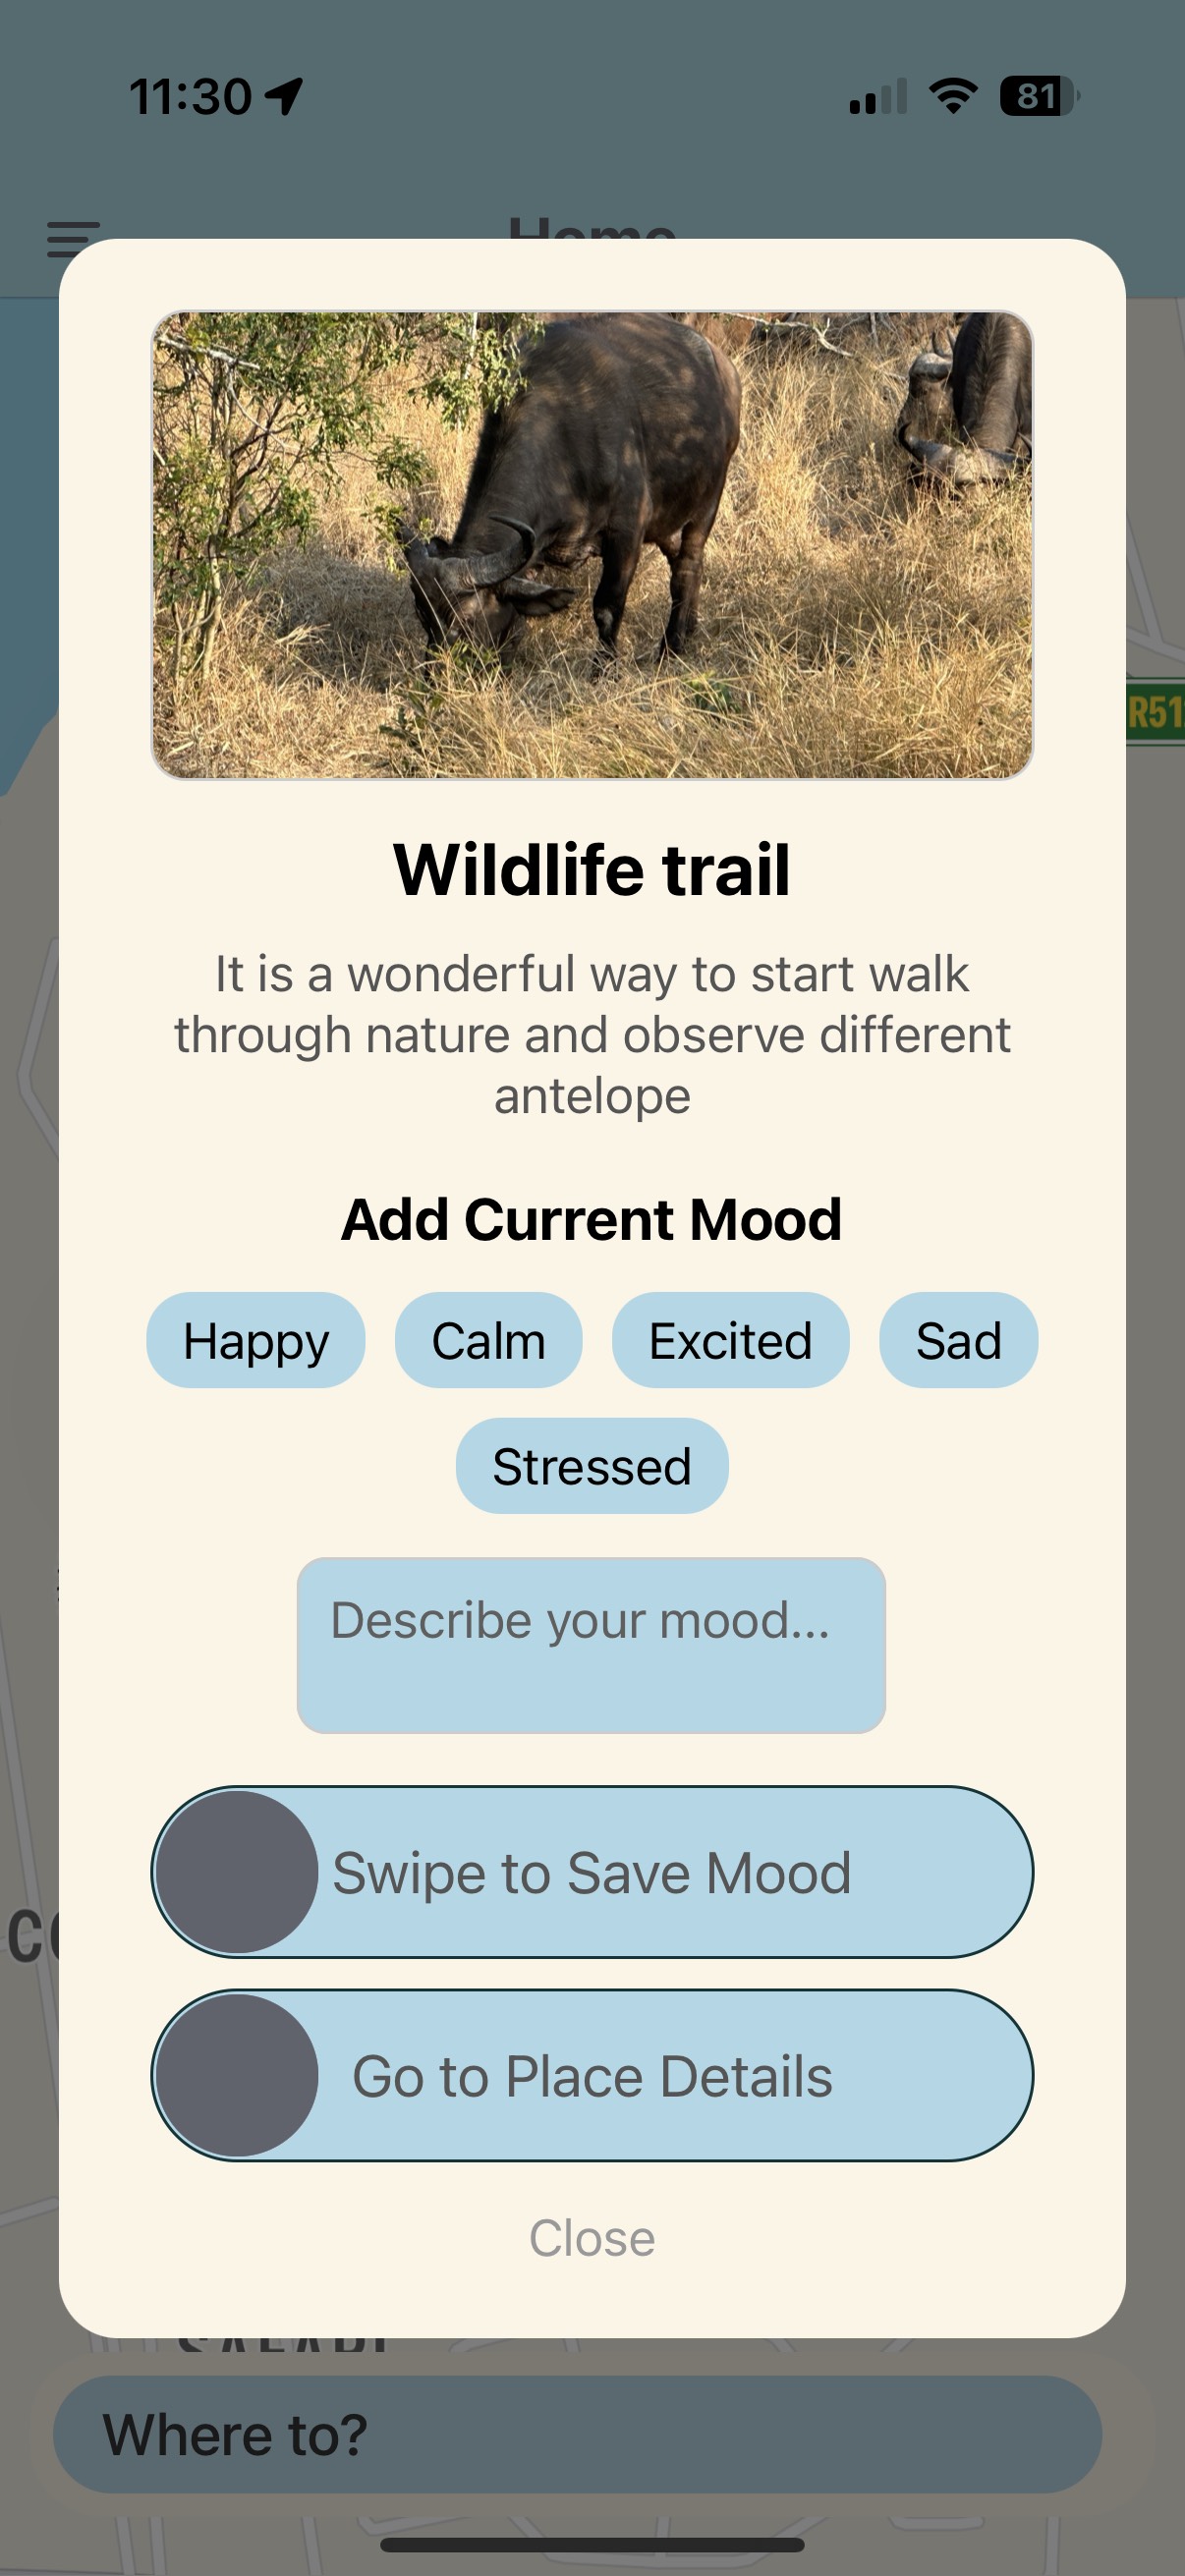 11:30
81
Home
R51
Wildlife trail
It is a wonderful way to start walk
through nature and observe different
antelope
Add Current Mood
Happy Calm Excited Sad
Stressed
Describe your mood...
Swipe to Save Mood
Go to Place Details
Close
SAFARI
Where to?